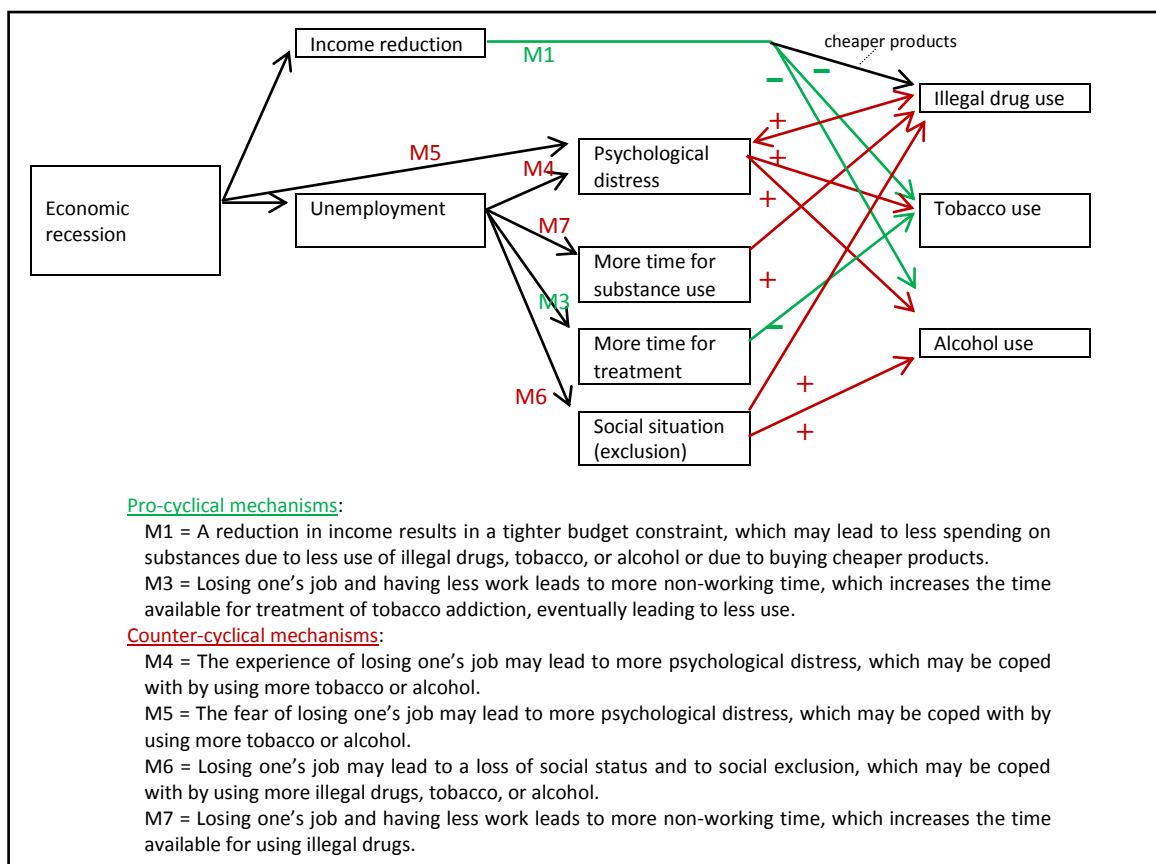 cheaper products
Income reduction
M1
–
–
Illegal drug use
+
M5
+
M4
Psychological
distress
+
Economic
recession
Unemployment
Tobacco use
M7
More time for
substance use
+
M3
–
More time for
treatment
Alcohol use
M6
+
Social situation
(exclusion)
+
Pro-cyclical mechanisms:
M1 = A reduction in income results in a tighter budget constraint, which may lead to less spending on
substances due to less use of illegal drugs, tobacco, or alcohol or due to buying cheaper products.
M3 = Losing one’s job and having less work leads to more non-working time, which increases the time
available for treatment of tobacco addiction, eventually leading to less use.
Counter-cyclical mechanisms:
M4 = The experience of losing one’s job may lead to more psychological distress, which may be coped
with by using more tobacco or alcohol.
M5 = The fear of losing one’s job may lead to more psychological distress, which may be coped with by
using more tobacco or alcohol.
M6 = Losing one’s job may lead to a loss of social status and to social exclusion, which may be coped
with by using more illegal drugs, tobacco, or alcohol.
M7 = Losing one’s job and having less work leads to more non-working time, which increases the time
available for using illegal drugs.